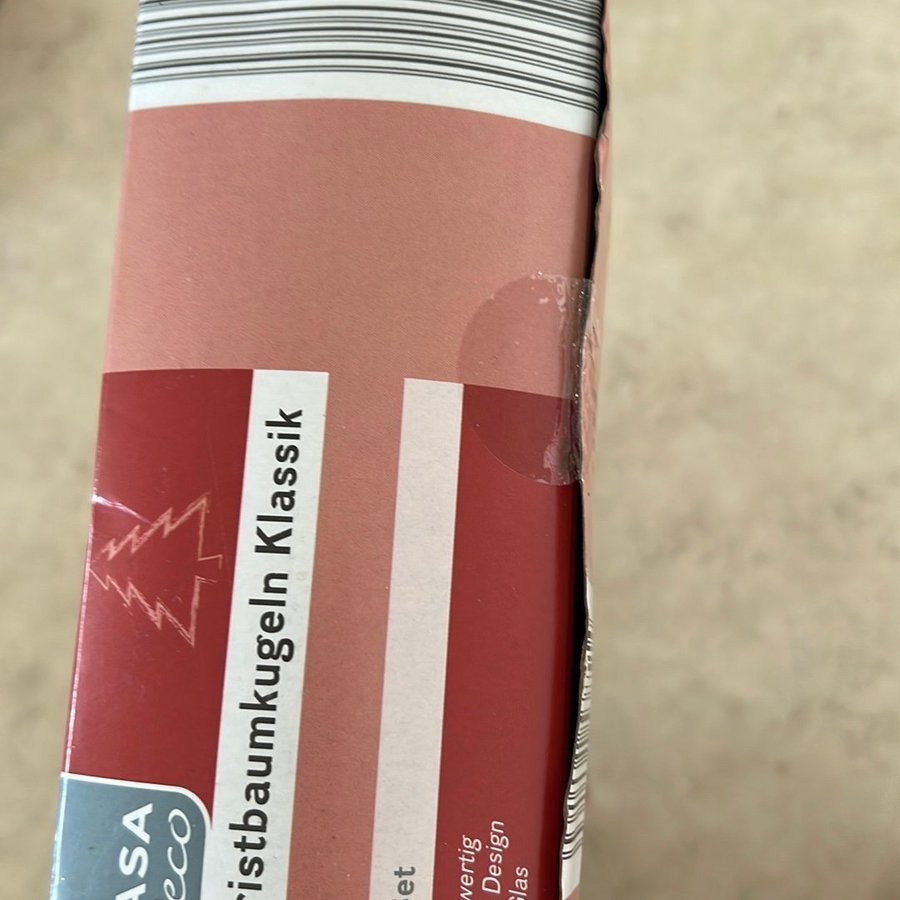 ASA
eco
ristbaumkugeln Klassik
set
wertig
Design
Glas